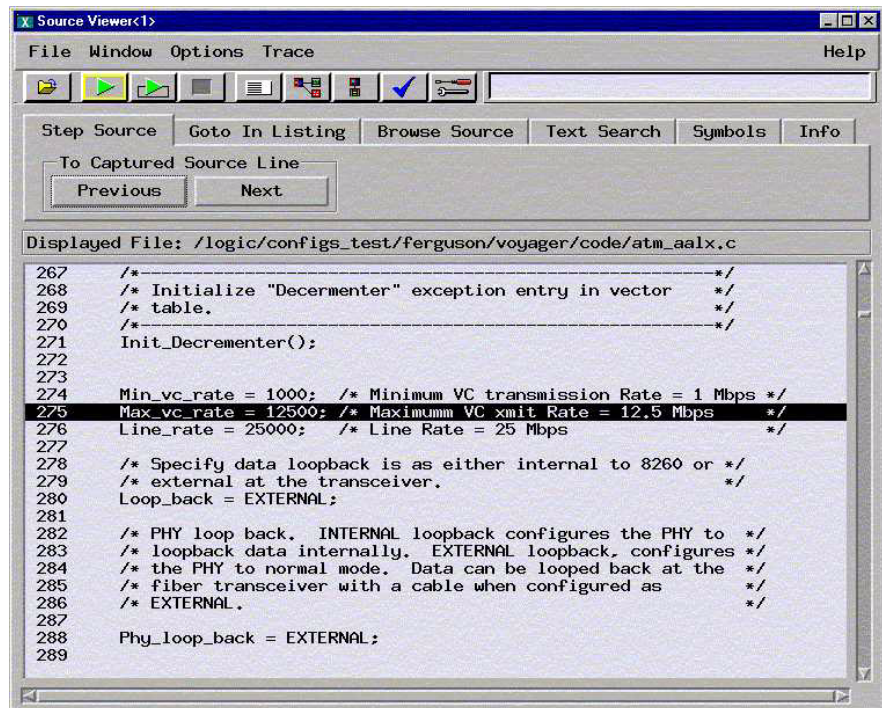 Source Viewer<1>
File Window Options Trace Help
Step Source Goto In Listing Browse Source Text Search Symbols Info
To Captured Source Line
Previous Next
Displayed File: /logic/configs_test/ferguson/voyager/code/atm_aalx.c
267 /*----------------------------------------------------------*/
268 /* Initialize "Decermenter" exception entry in vector */
269 /* table. */
270 /*----------------------------------------------------------*/
271 Init_Decrementer();
272
273
274 Min_vc_rate = 1000; /* Minimum VC transmission Rate = 1 Mbps */
275 Max_vc_rate = 12500; /* Maximumm VC xmit Rate = 12.5 Mbps */
276 Line_rate = 25000; /* Line Rate = 25 Mbps */
277
278 /* Specify data loopback is as either internal to 8260 or */
279 /* external at the transceiver. */
280 Loop_back = EXTERNAL;
281
282 /* PHY loop back. INTERNAL loopback configures the PHY to */
283 /* loopback data internally. EXTERNAL loopback, configures */
284 /* the PHY to normal mode. Data can be looped back at the */
285 /* fiber transceiver with a cable when configured as */
286 /* EXTERNAL. */
287
288 Phy_loop_back = EXTERNAL;
289